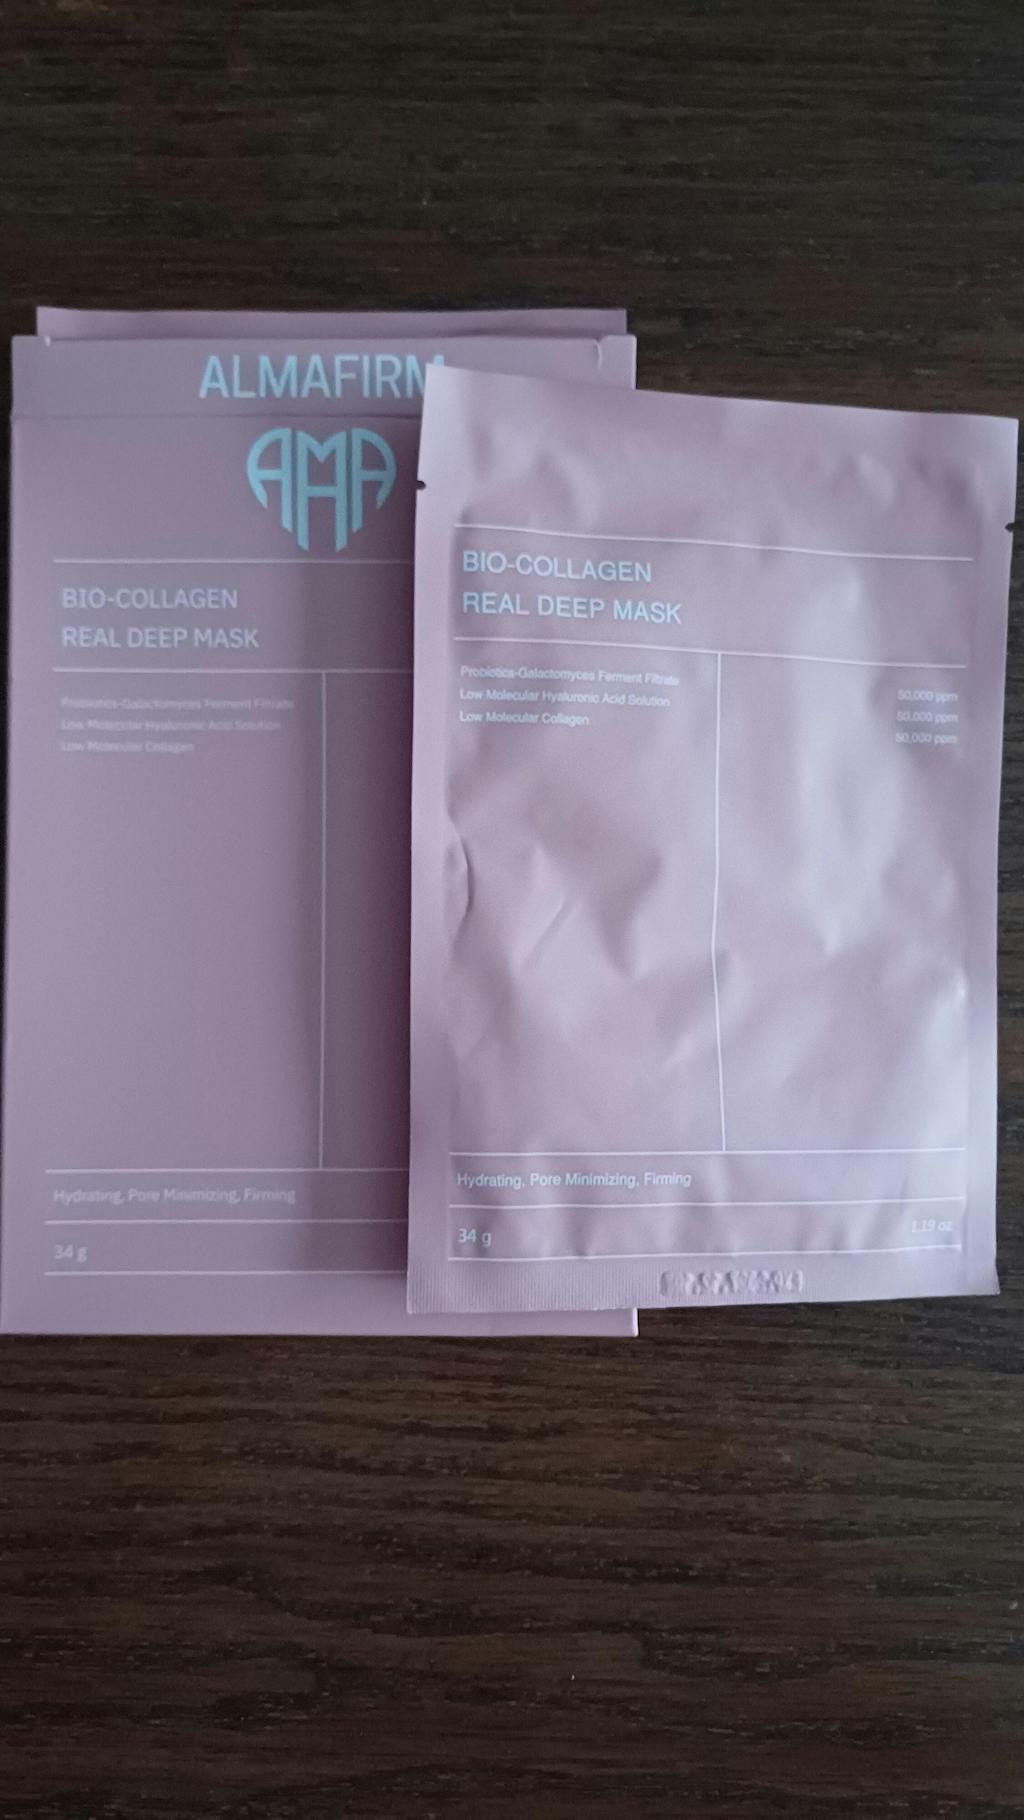 ALMAFIRM
AMA
BIO-COLLAGEN
REAL DEEP MASK
Probiotics-Galactomyces Ferment Filtrate
Low Molecular Hyaluronic Acid Solution
Low Molecular Collagen
Hydrating, Pore Minimizing, Firming
34 g
BIO-COLLAGEN
REAL DEEP MASK
Probiotics-Galactomyces Ferment Filtrate 50,000 ppm
Low Molecular Hyaluronic Acid Solution 50,000 ppm
Low Molecular Collagen 50,000 ppm
Hydrating, Pore Minimizing, Firming
34 g 1.19 oz